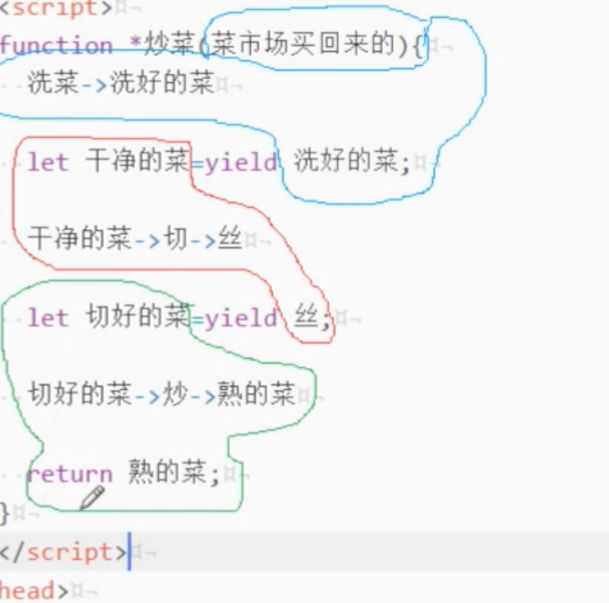 <script>
function *炒菜(菜市场买回来的){
洗菜->洗好的菜
let 干净的菜=yield 洗好的菜;
干净的菜->切->丝
let 切好的菜=yield 丝;
切好的菜->炒->熟的菜
return 熟的菜;
}
</script>
head>